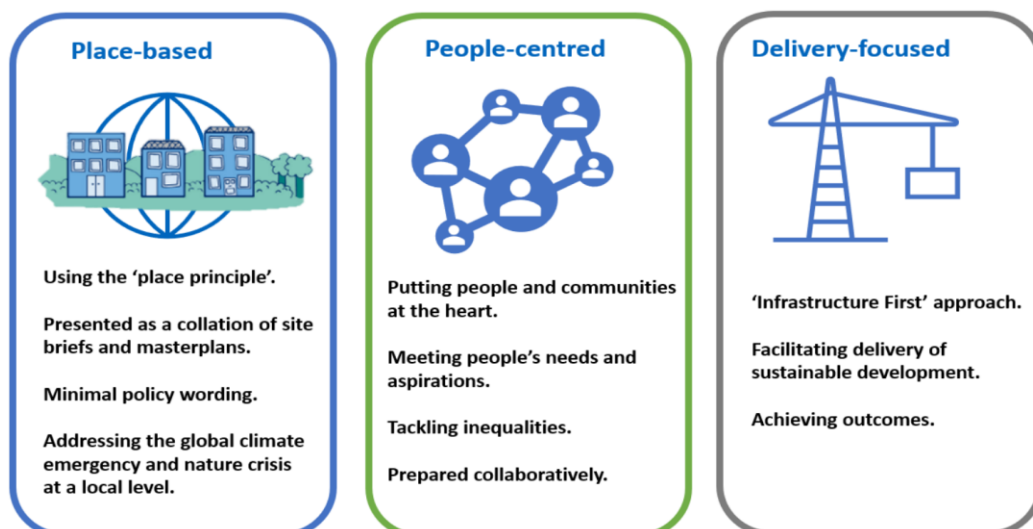 Place-based
Using the ‘place principle’.
Presented as a collation of site
briefs and masterplans.
Minimal policy wording.
Addressing the global climate
emergency and nature crisis
at a local level.
People-centred
Putting people and communities
at the heart.
Meeting people’s needs and
aspirations.
Tackling inequalities.
Prepared collaboratively.
Delivery-focused
‘Infrastructure First’ approach.
Facilitating delivery of
sustainable development.
Achieving outcomes.